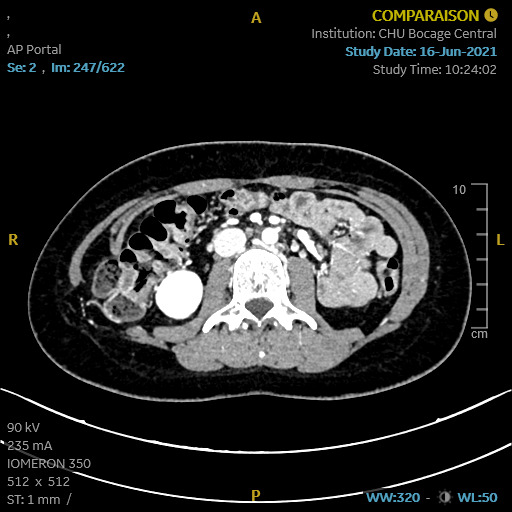 ,
,
AP Portal
Se: 2 , Im: 247/622
A
COMPARAISON
Institution: CHU Bocage Central
Study Date: 16-Jun-2021
Study Time: 10:24:02
10
R
L
cm
90 kV
235 mA
IOMERON 350
512 x 512
ST: 1 mm /
P
WW:320 - WL:50